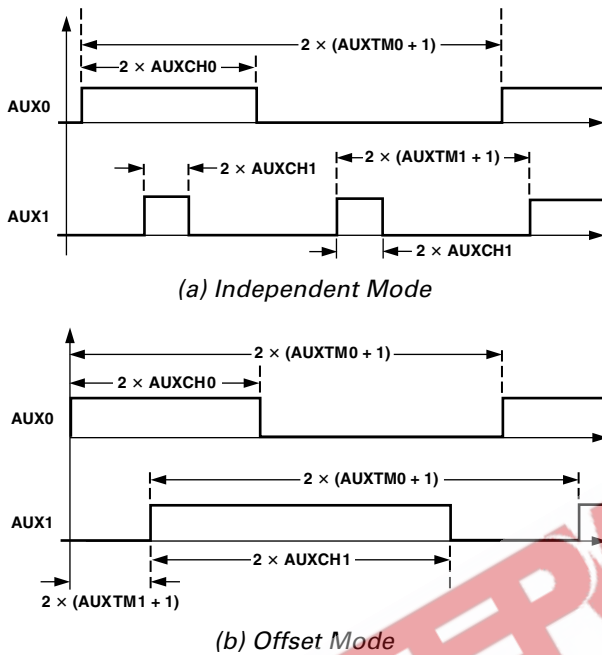 2 × (AUXTM0 + 1)
2 × AUXCH0
AUX0
2 × (AUXTM1 + 1)
2 × AUXCH1
AUX1
2 × AUXCH1
(a) Independent Mode
2 × (AUXTM0 + 1)
2 × AUXCH0
AUX0
2 × (AUXTM0 + 1)
AUX1
2 × AUXCH1
2 × (AUXTM1 + 1)
(b) Offset Mode